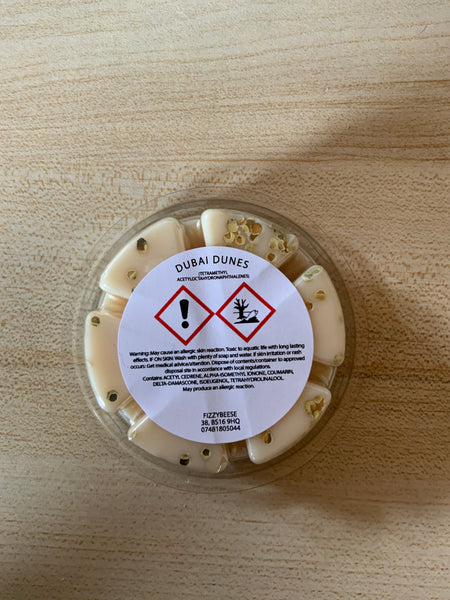 DUBAI DUNES
(TETRAMETHYL
ACETYLOCTAHYDRONAPHTHALENES)
Warning: May cause an allergic skin reaction. Toxic to aquatic life with long lasting
effects. IF ON SKIN: Wash with plenty of soap and water. If skin irritation or rash
occurs: Get medical advice/attention. Dispose of contents/container to approved
disposal site in accordance with local regulations.
Contains ACETYL CEDRENE, ALPHA-ISOMETHYL IONONE, COUMARIN,
DELTA-DAMASCONE, ISOEUGENOL, TETRAHYDROLINALOOL.
May produce an allergic reaction.
FIZZYBEESE
38, BS16 9HQ
07481805044